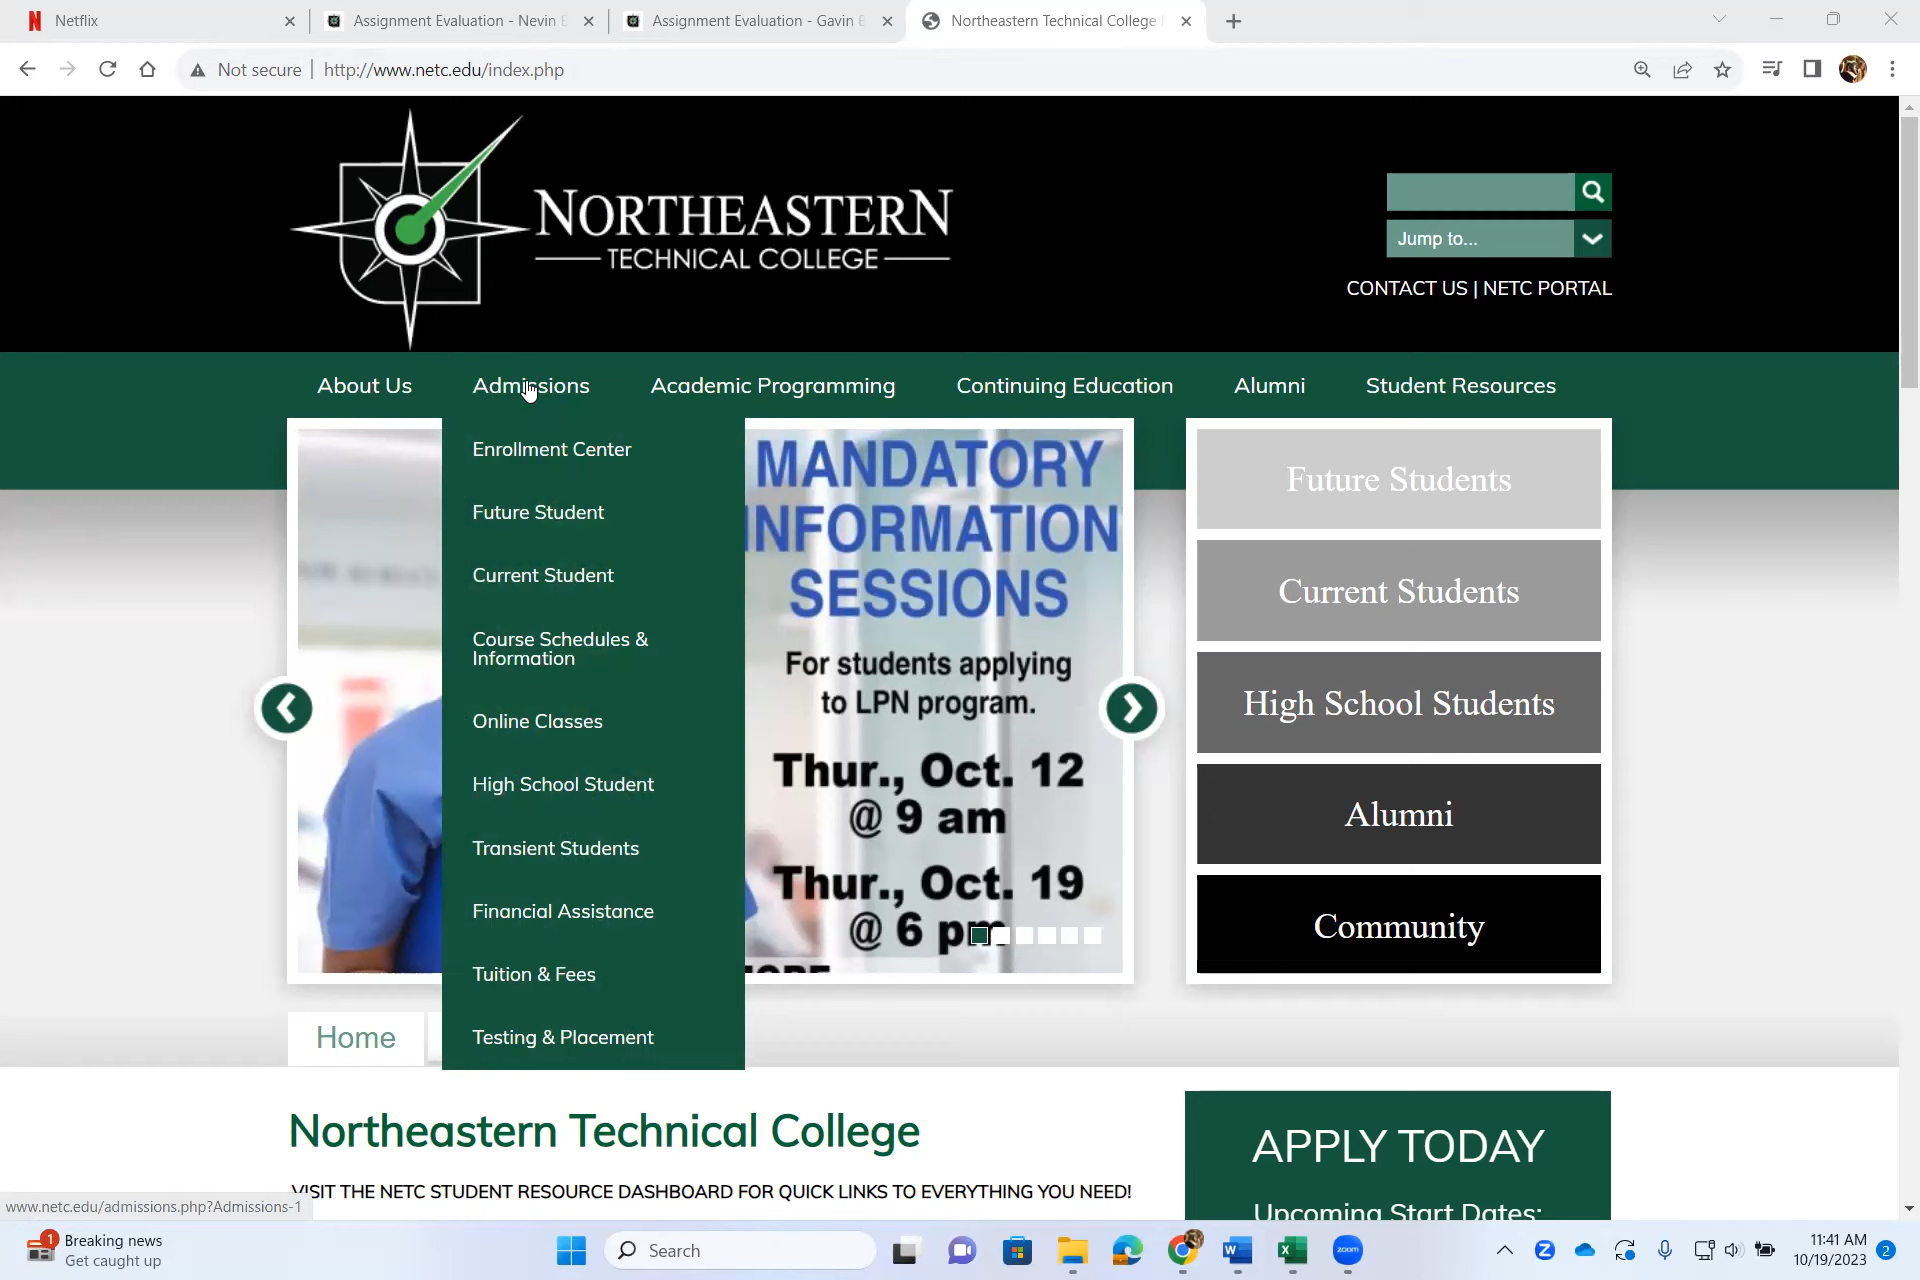 Netflix
Assignment Evaluation - Nevin
Assignment Evaluation - Gavin
Northeastern Technical College
Not secure
http://www.netc.edu/index.php
NORTHEASTERN
TECHNICAL COLLEGE
Jump to...
CONTACT US | NETC PORTAL
About Us
Admissions
Academic Programming
Continuing Education
Alumni
Student Resources
Enrollment Center
Future Student
Current Student
Course Schedules &
Information
Online Classes
High School Student
Transient Students
Financial Assistance
Tuition & Fees
Testing & Placement
MANDATORY
INFORMATION
SESSIONS
For students applying
to LPN program.
Thur., Oct. 12
@ 9 am
Thur., Oct. 19
@ 6 pm
Future Students
Current Students
High School Students
Alumni
Community
Home
Northeastern Technical College
VISIT THE NETC STUDENT RESOURCE DASHBOARD FOR QUICK LINKS TO EVERYTHING YOU NEED!
APPLY TODAY
Upcoming Start Dates:
www.netc.edu/admissions.php?Admissions-1
1
Breaking news
Get caught up
Search
zoom
11:41 AM
10/19/2023
2